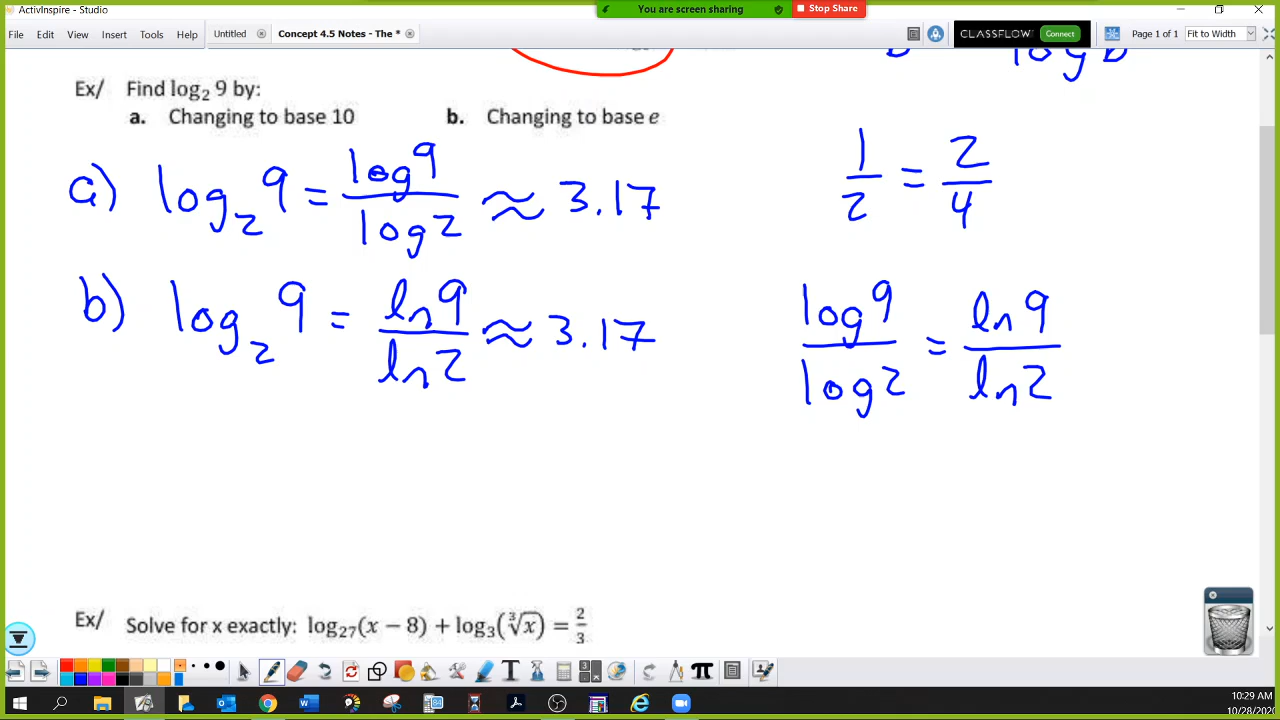 ActivInspire - Studio
You are screen sharing
Stop Share
File Edit View Insert Tools Help
Untitled
Concept 4.5 Notes - The *
CLASSFLOW
Connect
Page 1 of 1
Fit to Width
Ex/ Find log₂ 9 by:
a. Changing to base 10
b. Changing to base e
a) log₂ 9 = log 9 / log 2 ≈ 3.17
1/2 = 2/4
b) log₂ 9 = ln 9 / ln 2 ≈ 3.17
log 9 / log 2 = ln 9 / ln 2
Ex/ Solve for x exactly: log₂₇(x − 8) + log₃(∛x) = 2/3
10:29 AM